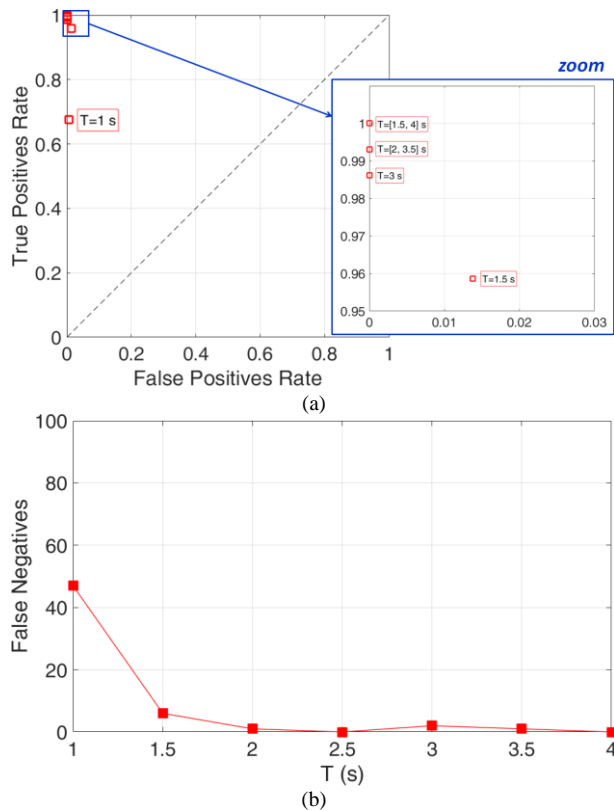 1
0.8
0.6
0.4
0.2
0
True Positives Rate
T=1 s
zoom
1
0.99
0.98
0.97
0.96
0.95
T=[1.5, 4] s
T=[2, 3.5] s
T=3 s
T=1.5 s
0 0.01 0.02 0.03
0 0.2 0.4 0.6 0.8 1
False Positives Rate
(a)
100
80
60
40
20
0
False Negatives
1 1.5 2 2.5 3 3.5 4
T (s)
(b)